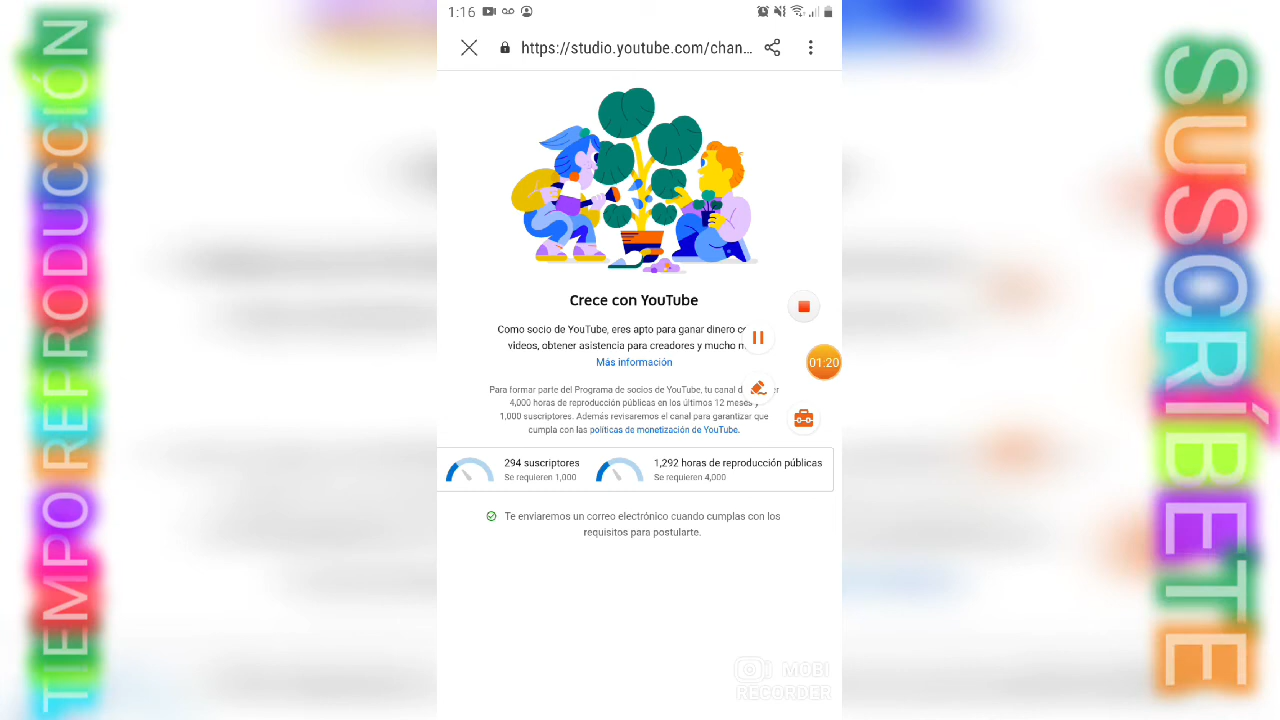 TIEMPO REPRODUCCIÓN
1:16
https://studio.youtube.com/chan...
Crece con YouTube
Como socio de YouTube, eres apto para ganar dinero c
videos, obtener asistencia para creadores y mucho m
Más información
Para formar parte del Programa de socios de YouTube, tu canal d er
4,000 horas de reproducción públicas en los últimos 12 meses y
1,000 suscriptores. Además revisaremos el canal para garantizar que
cumpla con las políticas de monetización de YouTube.
01:20
294 suscriptores
Se requieren 1,000
1,292 horas de reproducción públicas
Se requieren 4,000
Te enviaremos un correo electrónico cuando cumplas con los
requisitos para postularte.
MOBI
RECORDER
SUSCRÍBETE